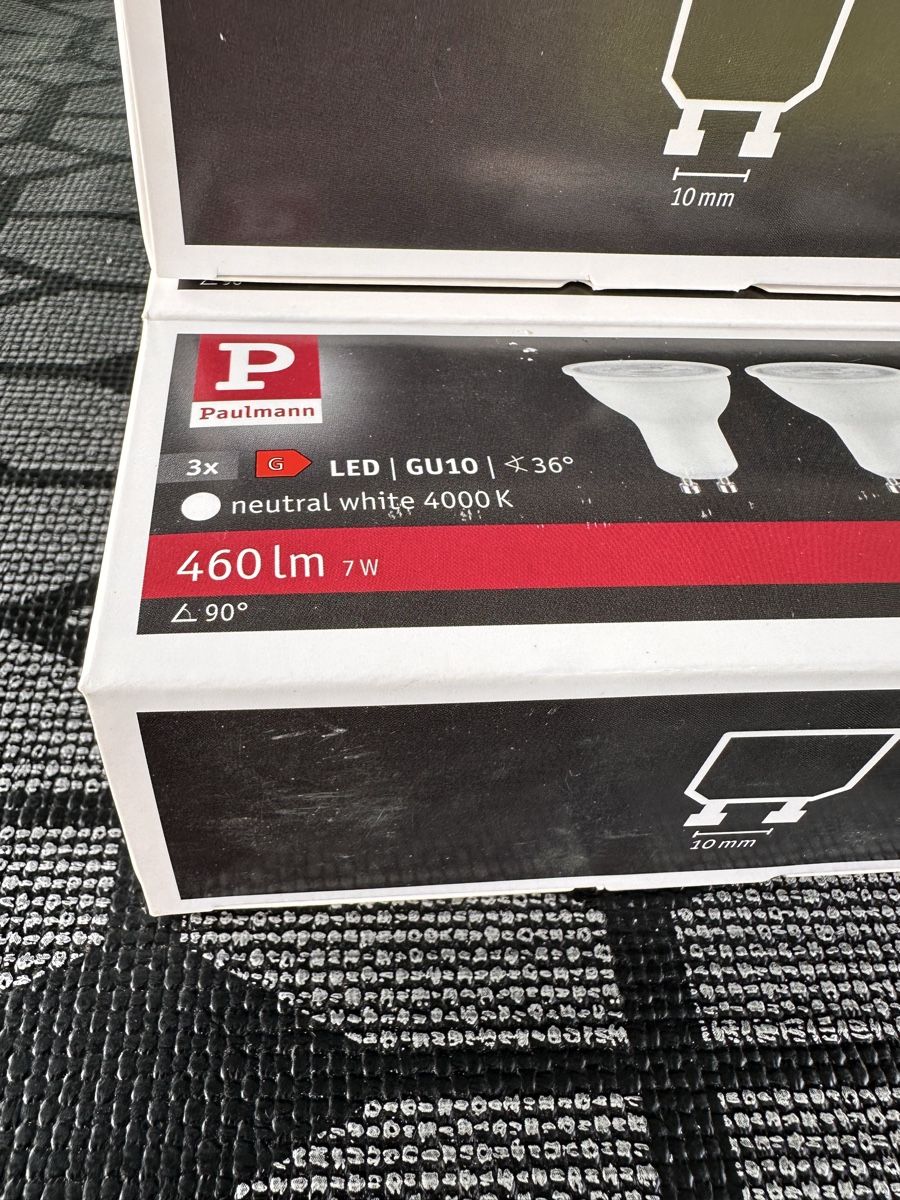 10 mm
P
Paulmann
3x G LED | GU10 | ∢ 36°
neutral white 4000 K
460 lm 7 W
90°
10 mm